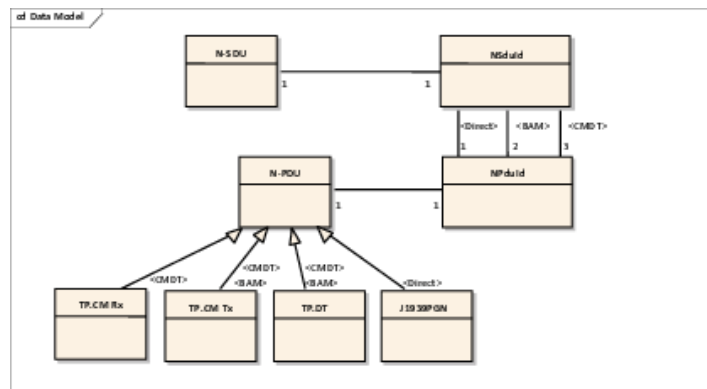 cd Data Model
N-SDU
NSduId
1
1
<Direct>
<BAM>
<CMDT>
1
2
3
N-PDU
NPduId
1
1
<CMDT>
<CMDT>
<BAM>
<CMDT>
<BAM>
<Direct>
TP.CM Rx
TP.CM Tx
TP.DT
J1939PGN